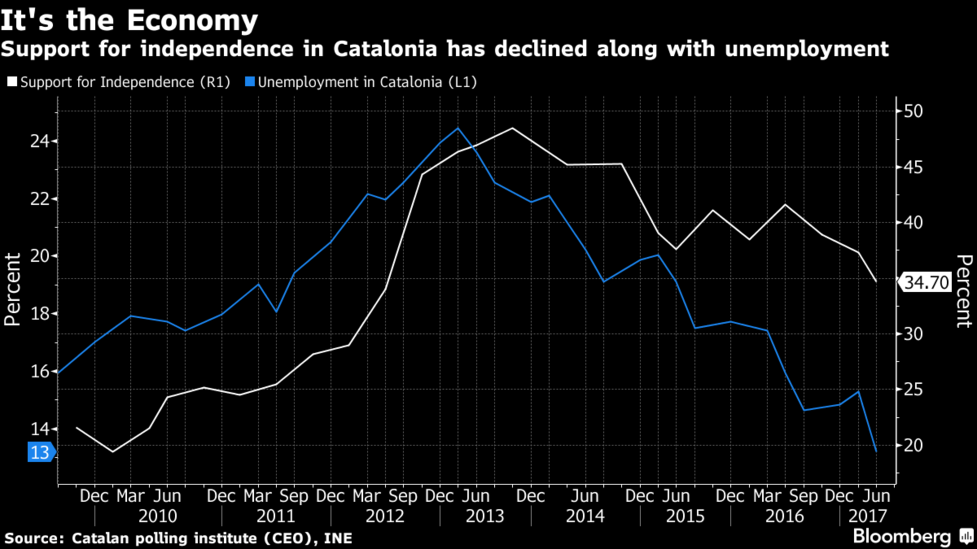 It's the Economy
Support for independence in Catalonia has declined along with unemployment
Support for Independence (R1) Unemployment in Catalonia (L1)
50
24
45
22
40
20
Percent
Percent
34.70
18
30
16
25
14
20
13
Dec Mar Jun Dec Mar Sep Dec Mar Sep Dec Jun Dec Jun Dec Jun Dec Mar Sep Dec Jun
2010 2011 2012 2013 2014 2015 2016 2017
Source: Catalan polling institute (CEO), INE
Bloomberg